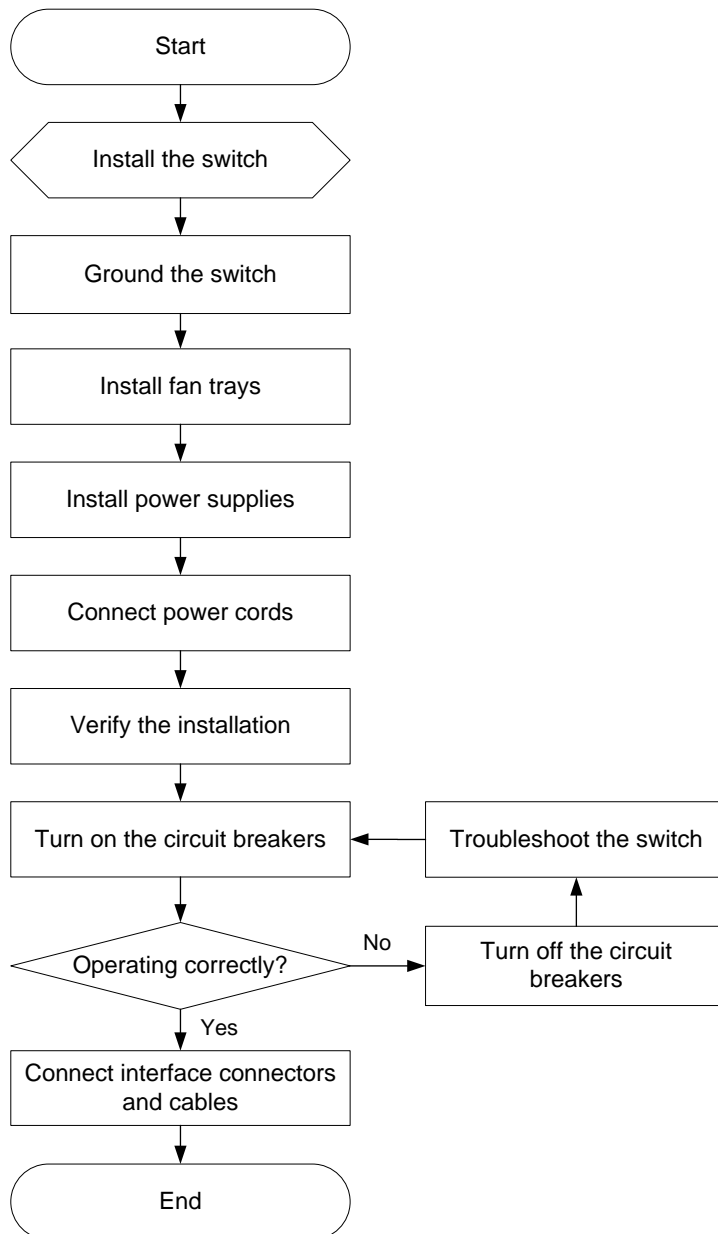 Start
Install the switch
Ground the switch
Install fan trays
Install power supplies
Connect power cords
Verify the installation
Turn on the circuit breakers
Troubleshoot the switch
Operating correctly?
No
Turn off the circuit
breakers
Yes
Connect interface connectors
and cables
End